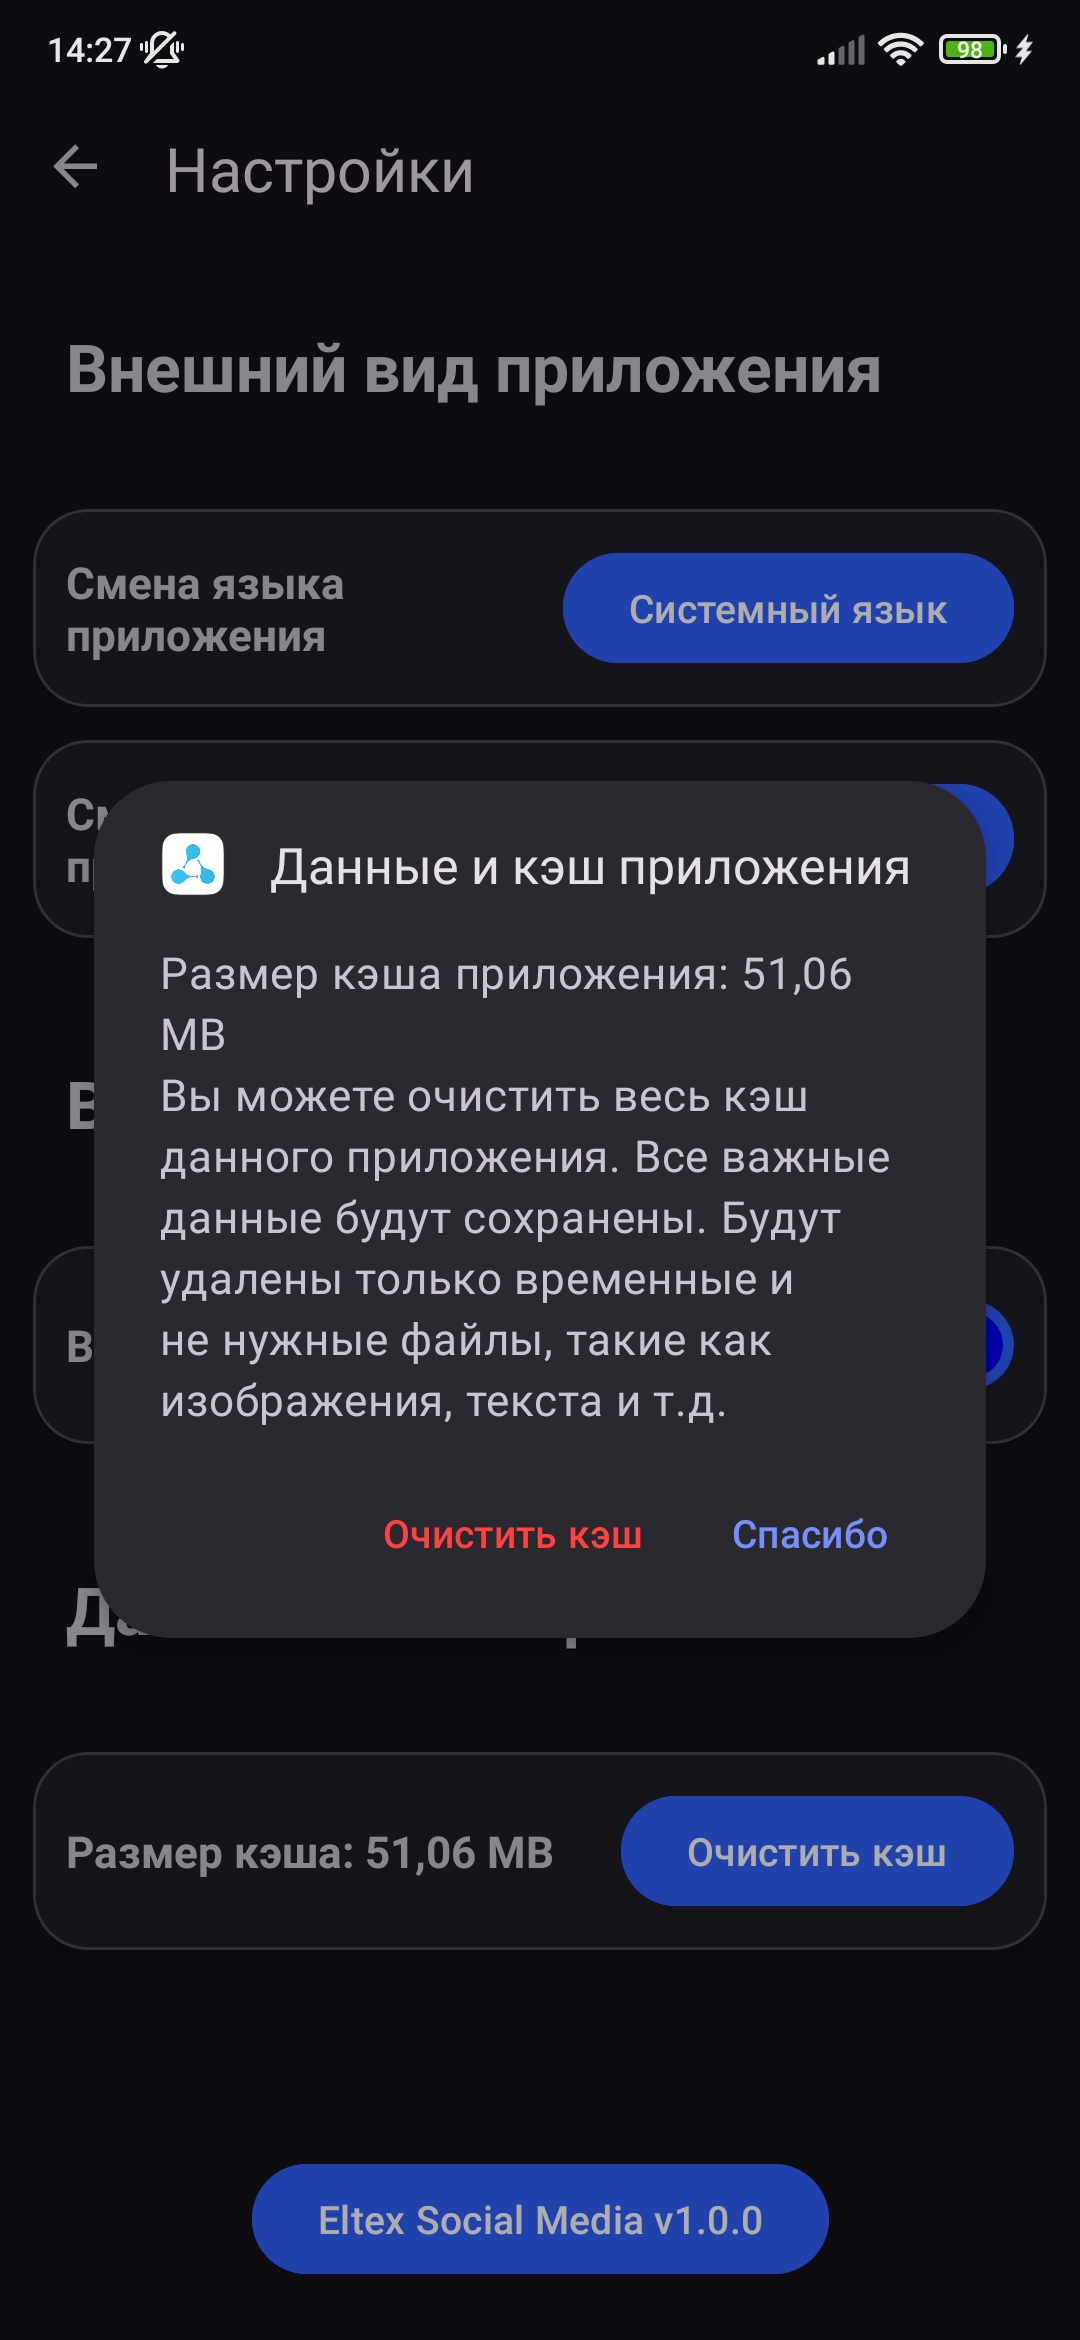 14:27
98
Настройки
Внешний вид приложения
Смена языка
приложения
Системный язык
Данные и кэш приложения
Размер кэша приложения: 51,06
MB
Вы можете очистить весь кэш
данного приложения. Все важные
данные будут сохранены. Будут
удалены только временные и
не нужные файлы, такие как
изображения, текста и т.д.
Очистить кэш
Спасибо
Размер кэша: 51,06 MB
Очистить кэш
Eltex Social Media v1.0.0